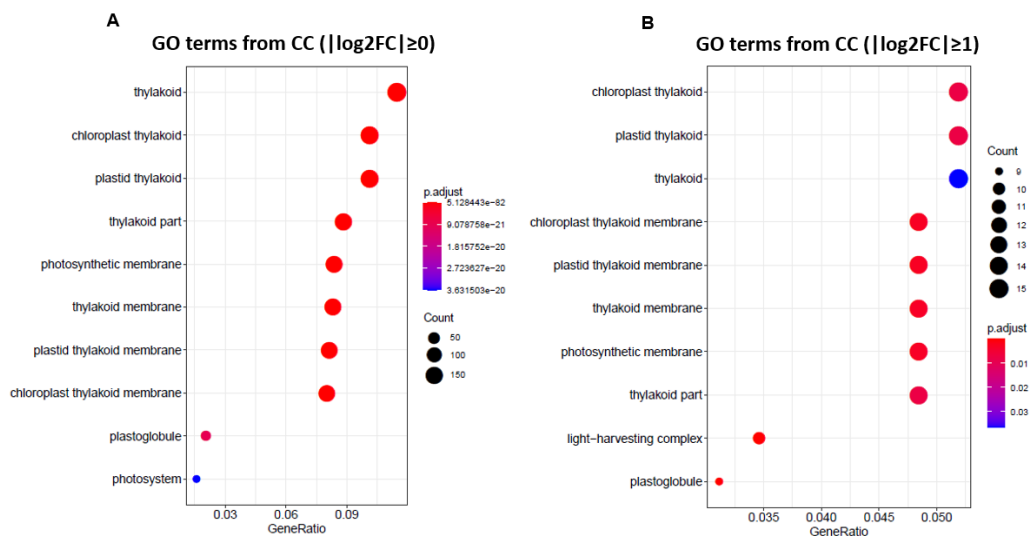 A
GO terms from CC (|log2FC|≥0)
thylakoid
chloroplast thylakoid
plastid thylakoid
thylakoid part
photosynthetic membrane
thylakoid membrane
plastid thylakoid membrane
chloroplast thylakoid membrane
plastoglobule
photosystem
0.03 0.06 0.09
GeneRatio
p.adjust
5.128443e−82
9.078758e−21
1.815752e−20
2.723627e−20
3.631503e−20
Count
50
100
150
B
GO terms from CC (|log2FC|≥1)
chloroplast thylakoid
plastid thylakoid
thylakoid
chloroplast thylakoid membrane
plastid thylakoid membrane
thylakoid membrane
photosynthetic membrane
thylakoid part
light−harvesting complex
plastoglobule
0.035 0.040 0.045 0.050
GeneRatio
Count
9
10
11
12
13
14
15
p.adjust
0.01
0.02
0.03